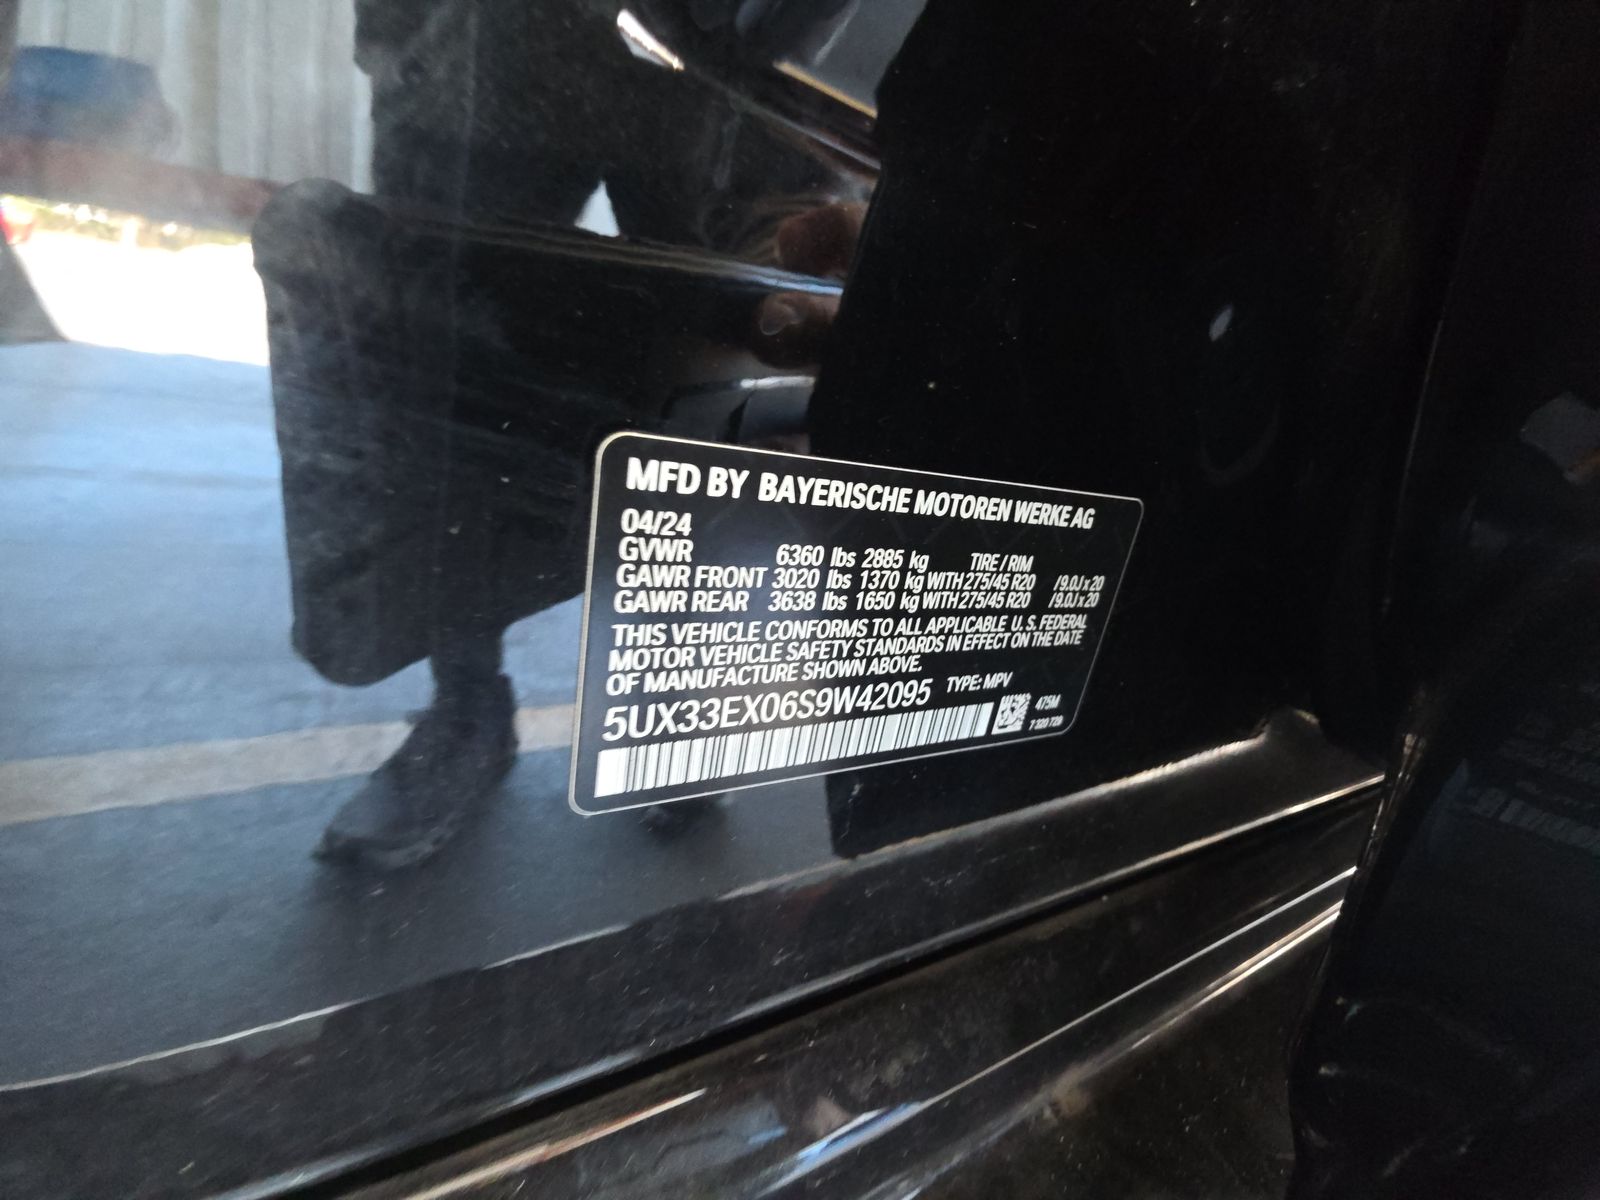 MFD BY BAYERISCHE MOTOREN WERKE AG
04/24
GVWR 6360 lbs 2885 kg TIRE / RIM
GAWR FRONT 3020 lbs 1370 kg WITH 275/45 R20 / 9.0J x 20
GAWR REAR 3638 lbs 1650 kg WITH 275/45 R20 / 9.0J x 20
THIS VEHICLE CONFORMS TO ALL APPLICABLE U. S. FEDERAL
MOTOR VEHICLE SAFETY STANDARDS IN EFFECT ON THE DATE
OF MANUFACTURE SHOWN ABOVE.
5UX33EX06S9W42095 TYPE: MPV
475M
7 320 728